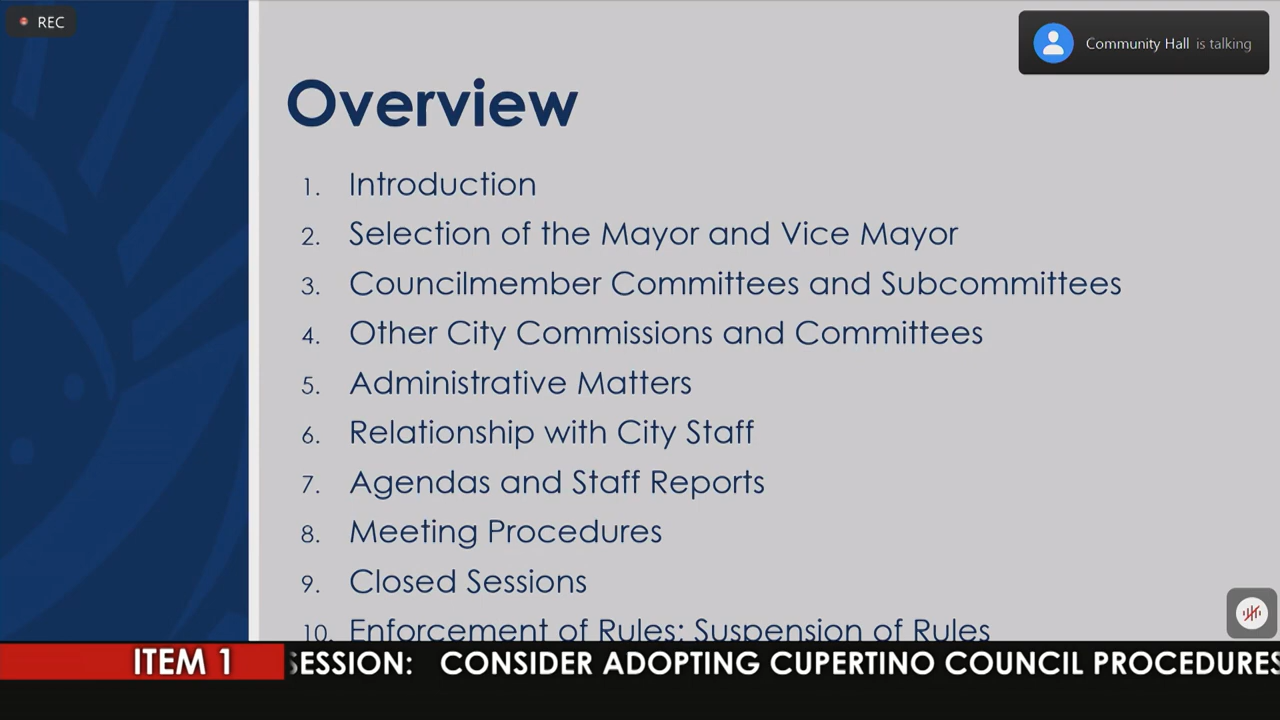 REC
Community Hall is talking
Overview
1. Introduction
2. Selection of the Mayor and Vice Mayor
3. Councilmember Committees and Subcommittees
4. Other City Commissions and Committees
5. Administrative Matters
6. Relationship with City Staff
7. Agendas and Staff Reports
8. Meeting Procedures
9. Closed Sessions
10. Enforcement of Rules; Suspension of Rules
ITEM 1 SESSION: CONSIDER ADOPTING CUPERTINO COUNCIL PROCEDURES